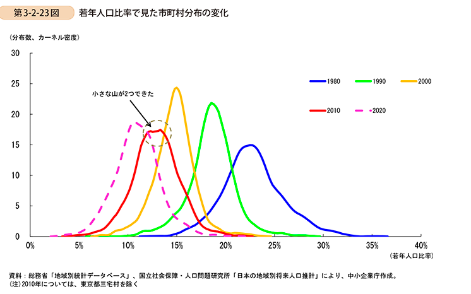 第3-2-23図 若年人口比率で見た市町村分布の変化
(分布数、カーネル密度)
30
25
20
15
10
5
0
小さな山が2つできた
1980 1990 2000
2010 2020
0% 5% 10% 15% 20% 25% 30% 35% 40%
(若年人口比率)
資料：総務省「地域別統計データベース」、国立社会保障・人口問題研究所「日本の地域別将来人口推計」により、中小企業庁作成。
(注)2010年については、東京都三宅村を除く